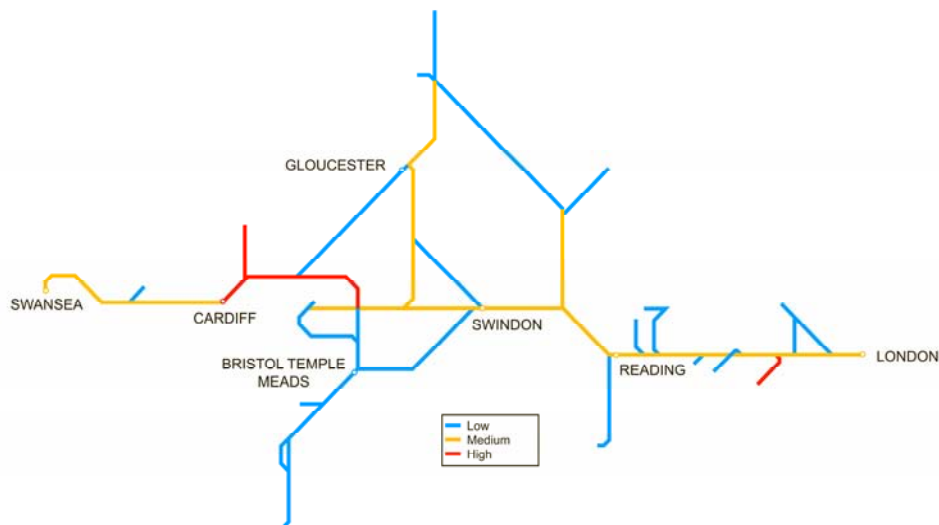 GLOUCESTER
SWANSEA
CARDIFF
SWINDON
BRISTOL TEMPLE
MEADS
READING
LONDON
Low
Medium
High